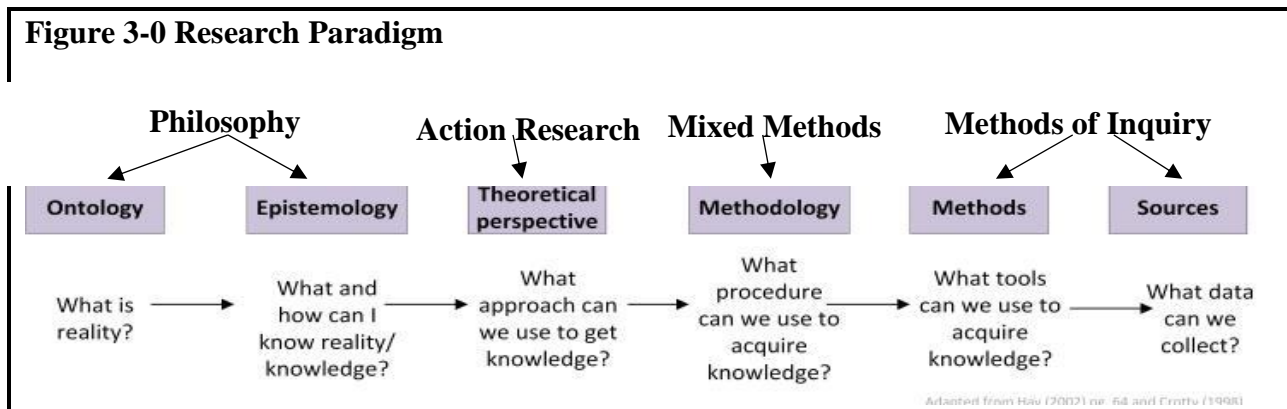 Figure 3-0 Research Paradigm
Philosophy
Action Research
Mixed Methods
Methods of Inquiry
Ontology
Epistemology
Theoretical
perspective
Methodology
Methods
Sources
What is
reality?
What and
how can I
know reality/
knowledge?
What
approach can
we use to get
knowledge?
What
procedure
can we use to
acquire
knowledge?
What tools
can we use to
acquire
knowledge?
What data
can we
collect?
Adapted from Hay (2002) pg. 64 and Crotty (1998)